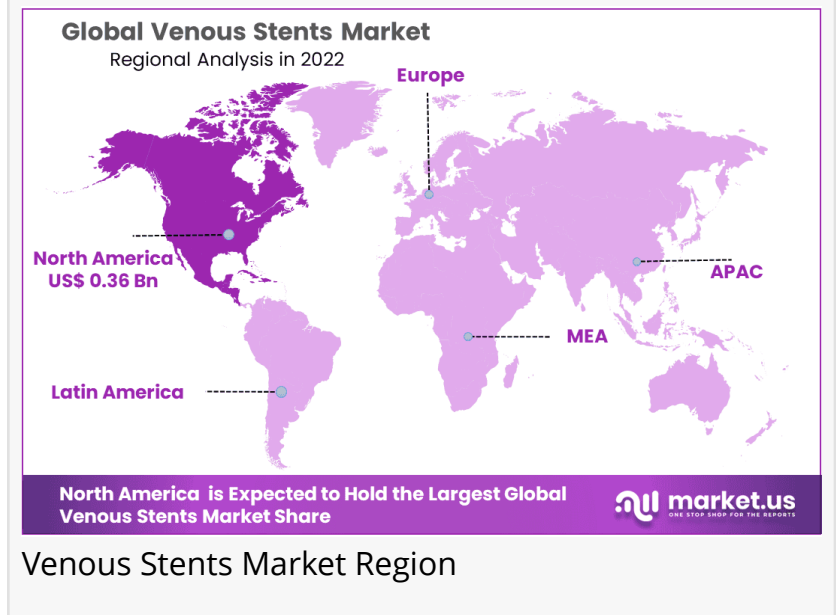 Global Venous Stents Market
Regional Analysis in 2022
Europe
North America
US$ 0.36 Bn
APAC
MEA
Latin America
North America is Expected to Hold the Largest Global
Venous Stents Market Share
market.us
ONE STOP SHOP FOR THE REPORTS
Venous Stents Market Region